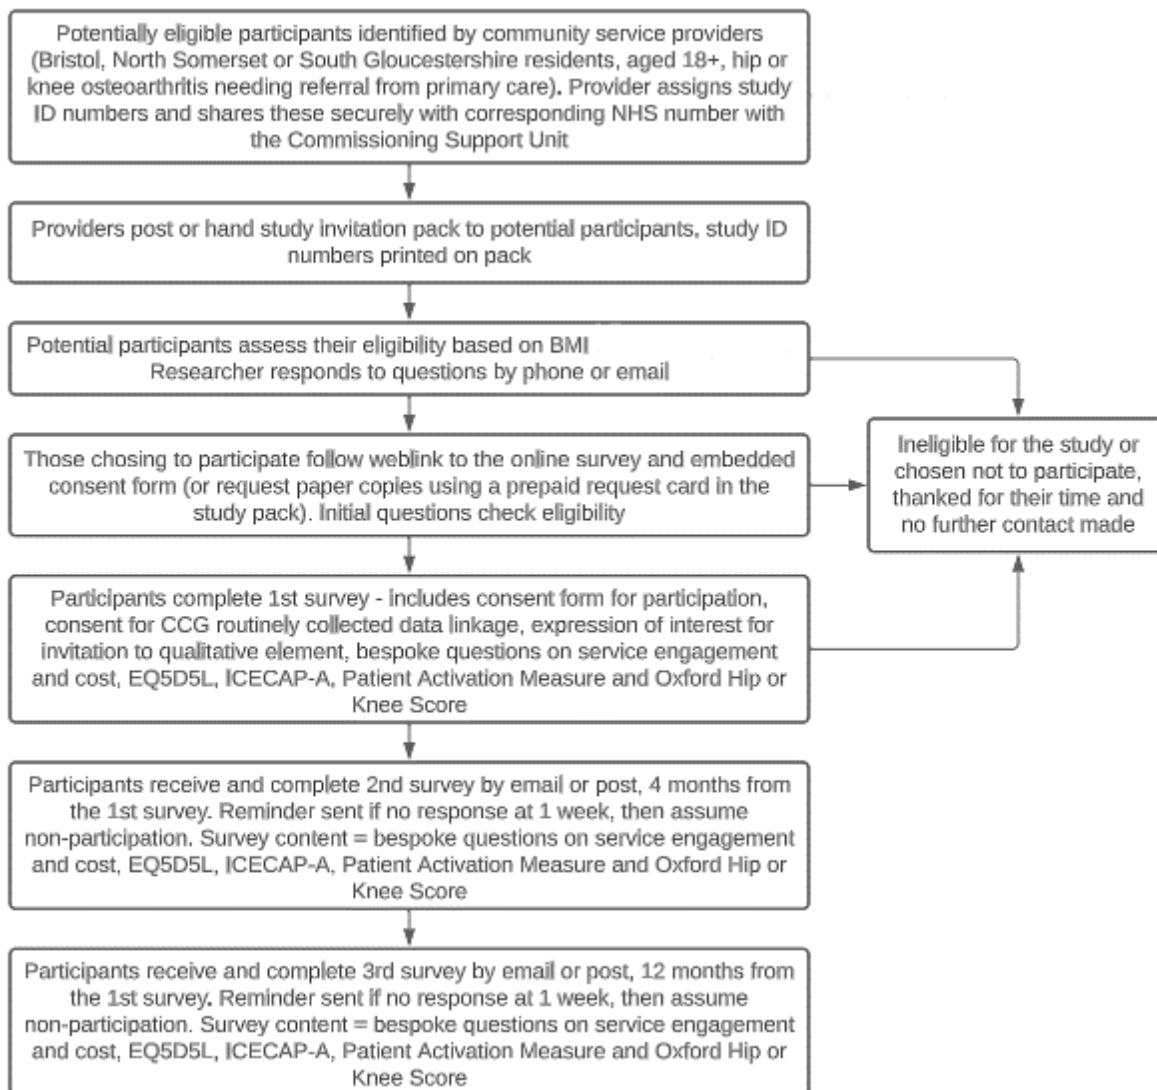 Potentially eligible participants identified by community service providers
(Bristol, North Somerset or South Gloucestershire residents, aged 18+, hip or
knee osteoarthritis needing referral from primary care). Provider assigns study
ID numbers and shares these securely with corresponding NHS number with
the Commissioning Support Unit
Providers post or hand study invitation pack to potential participants, study ID
numbers printed on pack
Potential participants assess their eligibility based on BMI
Researcher responds to questions by phone or email
Those chosing to participate follow weblink to the online survey and embedded
consent form (or request paper copies using a prepaid request card in the
study pack). Initial questions check eligibility
Ineligible for the study or
chosen not to participate,
thanked for their time and
no further contact made
Participants complete 1st survey - includes consent form for participation,
consent for CCG routinely collected data linkage, expression of interest for
invitation to qualitative element, bespoke questions on service engagement
and cost, EQ5D5L, ICECAP-A, Patient Activation Measure and Oxford Hip or
Knee Score
Participants receive and complete 2nd survey by email or post, 4 months from
the 1st survey. Reminder sent if no response at 1 week, then assume
non-participation. Survey content = bespoke questions on service engagement
and cost, EQ5D5L, ICECAP-A, Patient Activation Measure and Oxford Hip or
Knee Score
Participants receive and complete 3rd survey by email or post, 12 months from
the 1st survey. Reminder sent if no response at 1 week, then assume
non-participation. Survey content = bespoke questions on service engagement
and cost, EQ5D5L, ICECAP-A, Patient Activation Measure and Oxford Hip or
Knee Score